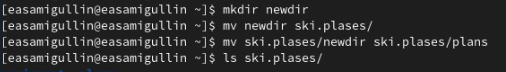 [easamigullin@easamigullin ~]$ mkdir newdir
[easamigullin@easamigullin ~]$ mv newdir ski.plases/
[easamigullin@easamigullin ~]$ mv ski.plases/newdir ski.plases/plans
[easamigullin@easamigullin ~]$ ls ski.plases/